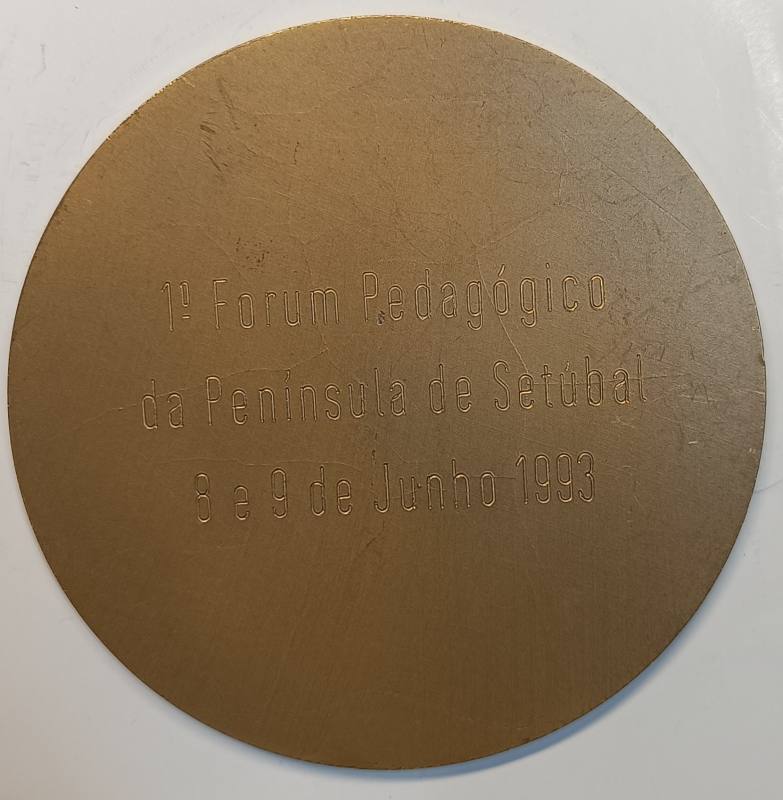 1º Forum Pedagógico
da Península de Setúbal
8 e 9 de Junho 1993